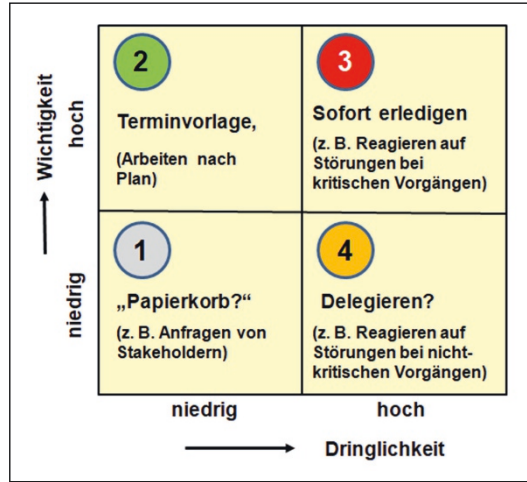 Wichtigkeit
hoch
niedrig
2
Terminvorlage,
(Arbeiten nach
Plan)
3
Sofort erledigen
(z. B. Reagieren auf
Störungen bei
kritischen Vorgängen)
1
„Papierkorb?“
(z. B. Anfragen von
Stakeholdern)
4
Delegieren?
(z. B. Reagieren auf
Störungen bei nicht-
kritischen Vorgängen)
niedrig
hoch
Dringlichkeit